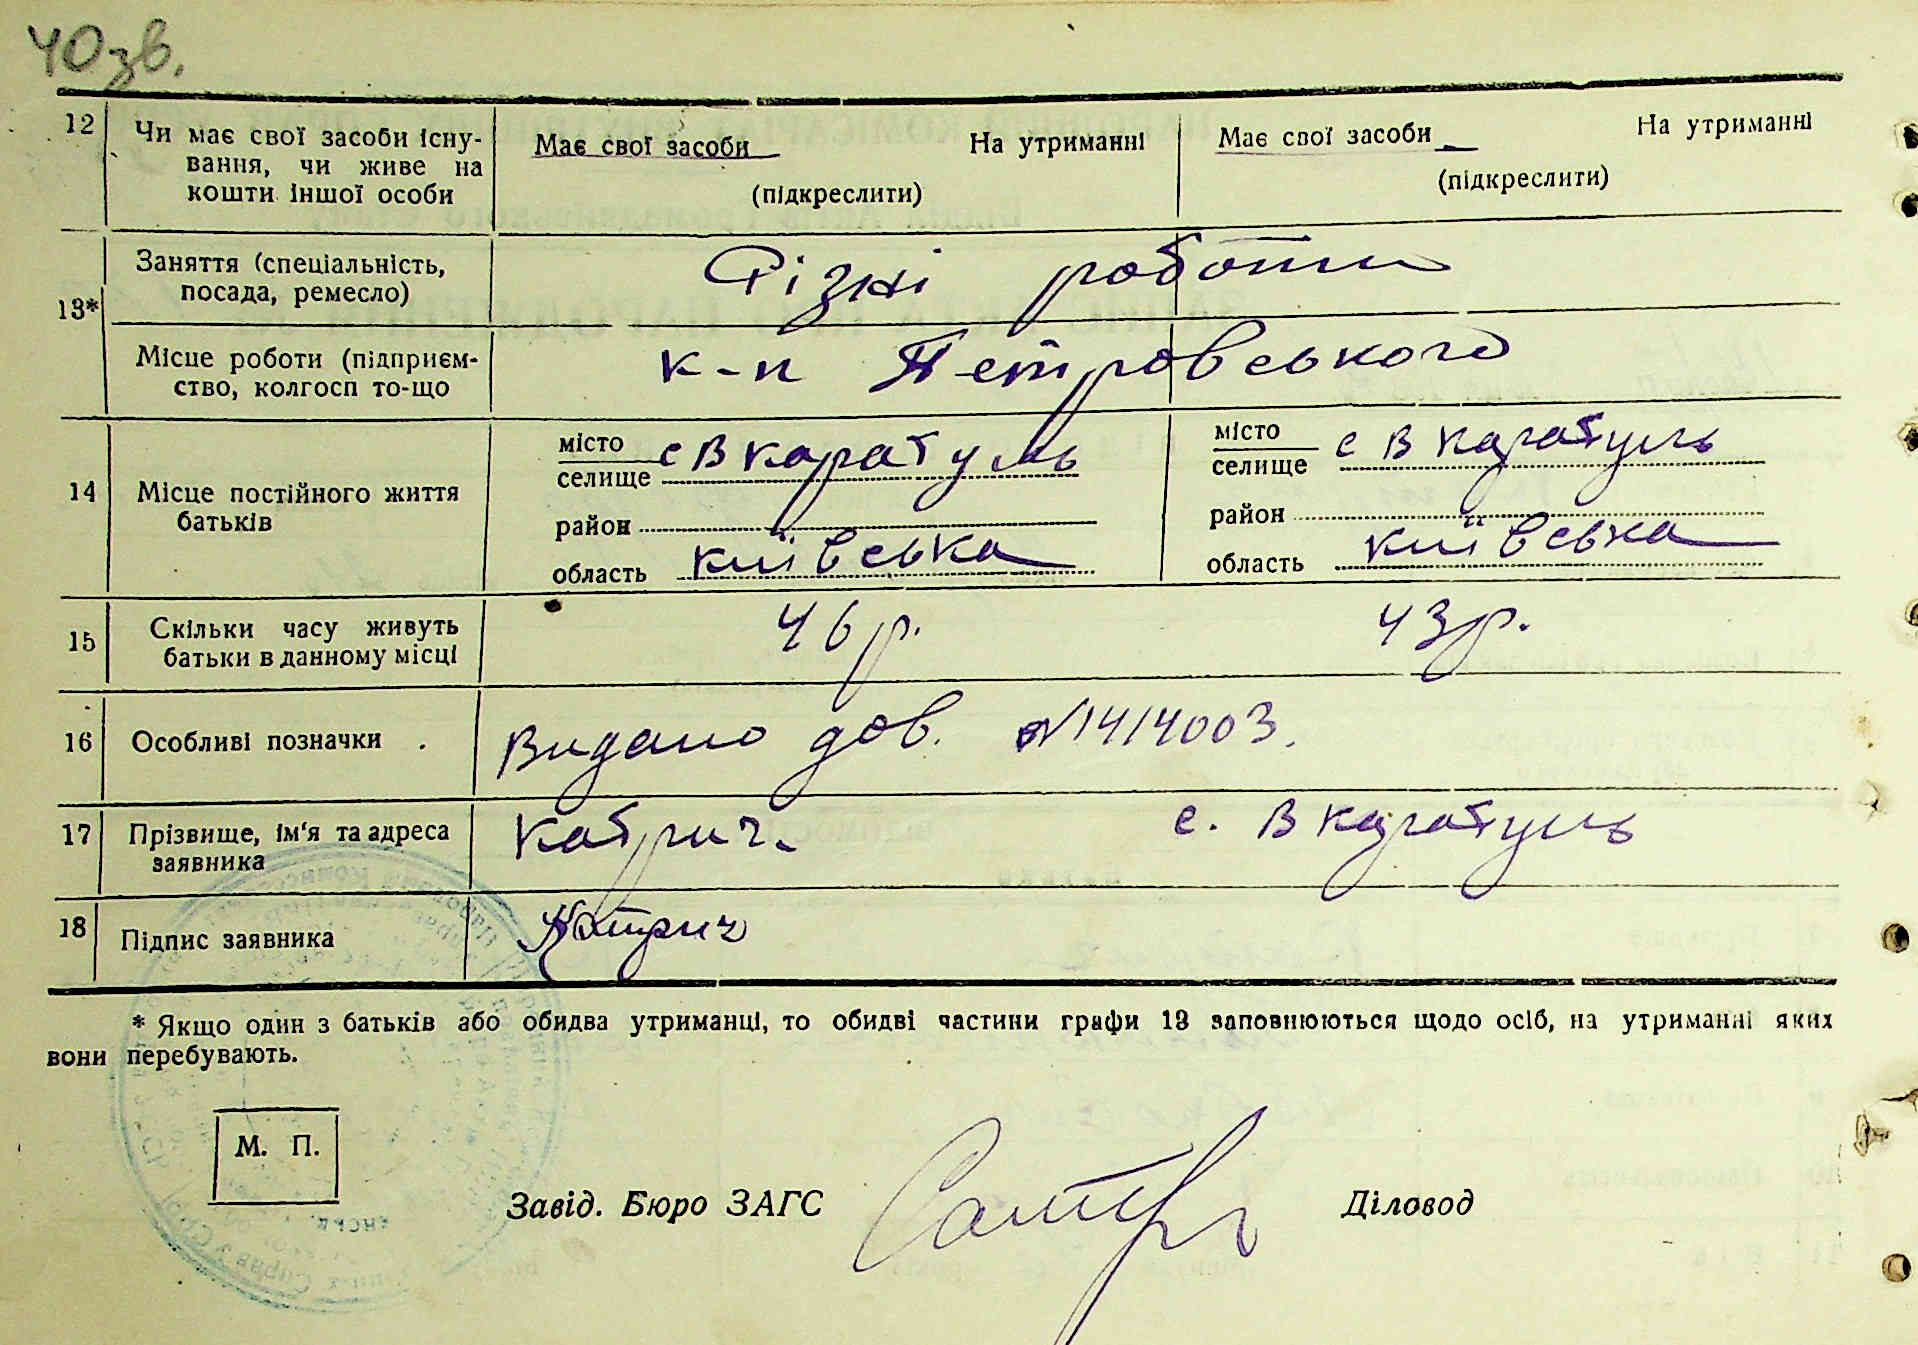 40зв.
12 Чи має свої засоби існу- Має свої засоби На утриманні Має свої засоби На утриманні
вання, чи живе на
кошти іншої особи (підкреслити) (підкреслити)
13* Заняття (спеціальність, Різні роботи
посада, ремесло)
Місце роботи (підприєм- к-п Петровського
ство, колгосп то-що
14 Місце постійного життя батьків
місто с В Каратуль місто с В Каратуль
селище селище
район район
область Київська область Київська
15 Скільки часу живуть 46 р. 43 р.
батьки в данному місці
16 Особливі позначки . Видано дов. №1414003.
17 Прізвище, ім'я та адреса Катрич. с. В Каратуль
заявника
18 Підпис заявника Катрич
* Якщо один з батьків або обидва утриманці, то обидві частини графи 13 заповнюються щодо осіб, на утриманні яких
вони перебувають.
М. П.
Завід. Бюро ЗАГС Діловод